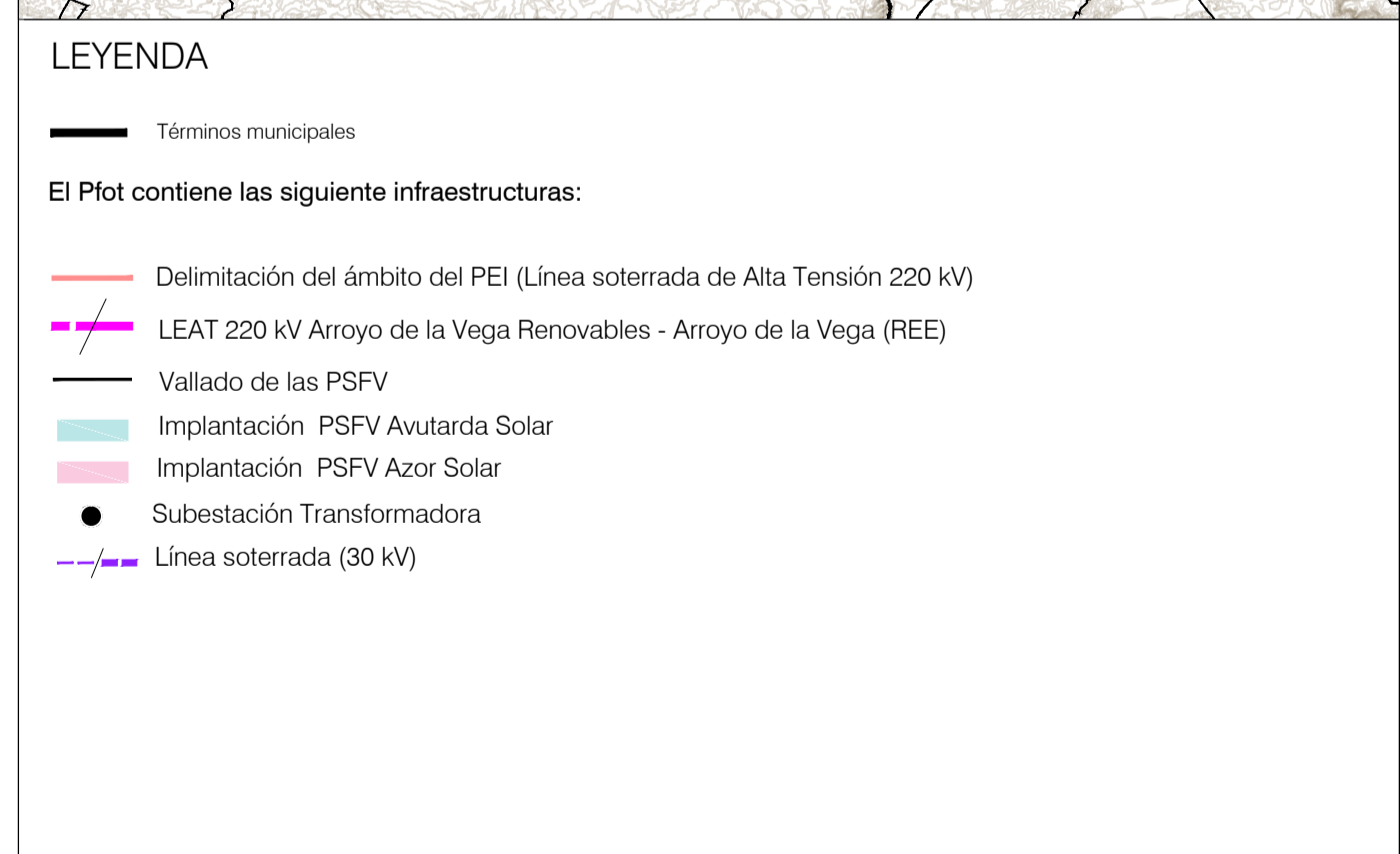 LEYENDA
Términos municipales
El Pfot contiene las siguiente infraestructuras:
Delimitación del ámbito del PEI (Línea soterrada de Alta Tensión 220 kV)
LEAT 220 kV Arroyo de la Vega Renovables - Arroyo de la Vega (REE)
Vallado de las PSFV
Implantación PSFV Avutarda Solar
Implantación PSFV Azor Solar
Subestación Transformadora
Línea soterrada (30 kV)